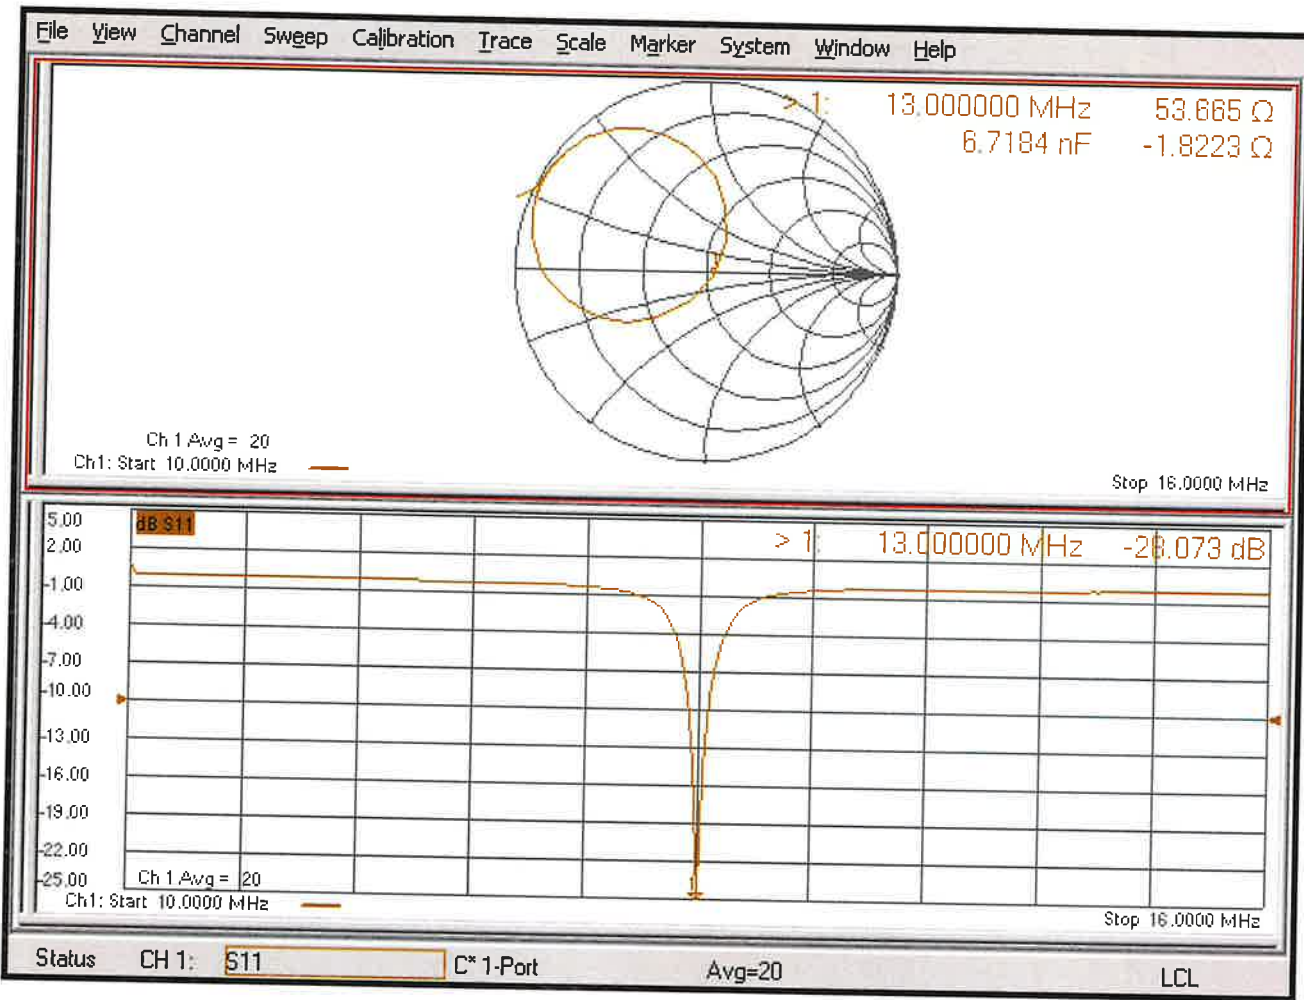 File View Channel Sweep Calibration Trace Scale Marker System Window Help
> 1: 13.000000 MHz 53.665 Ω
6.7184 nF -1.8223 Ω
Ch 1 Avg = 20
Ch1: Start 10.0000 MHz
Stop 16.0000 MHz
5.00
dB S11
> 1: 13.000000 MHz -28.073 dB
2.00
-1.00
-4.00
-7.00
-10.00
-13.00
-16.00
-19.00
-22.00
-25.00
Ch 1 Avg = 20
Ch1: Start 10.0000 MHz
Stop 16.0000 MHz
Status CH 1: S11 C* 1-Port Avg=20 LCL